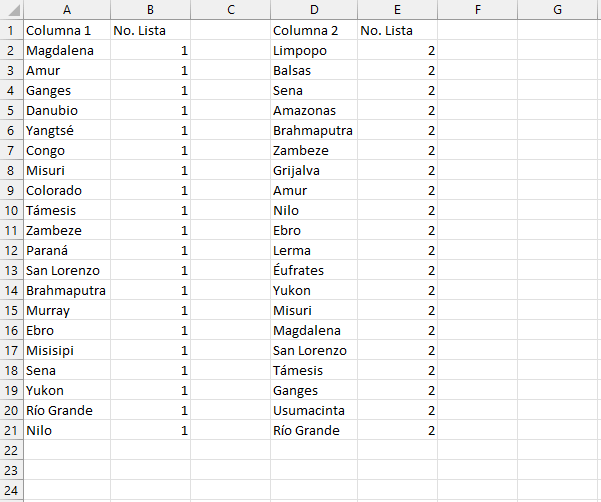 A B C D E F G
1 Columna 1 No. Lista Columna 2 No. Lista
2 Magdalena 1 Limpopo 2
3 Amur 1 Balsas 2
4 Ganges 1 Sena 2
5 Danubio 1 Amazonas 2
6 Yangtsé 1 Brahmaputra 2
7 Congo 1 Zambeze 2
8 Misuri 1 Grijalva 2
9 Colorado 1 Amur 2
10 Támesis 1 Nilo 2
11 Zambeze 1 Ebro 2
12 Paraná 1 Lerma 2
13 San Lorenzo 1 Éufrates 2
14 Brahmaputra 1 Yukon 2
15 Murray 1 Misuri 2
16 Ebro 1 Magdalena 2
17 Misisipi 1 San Lorenzo 2
18 Sena 1 Támesis 2
19 Yukon 1 Ganges 2
20 Río Grande 1 Usumacinta 2
21 Nilo 1 Río Grande 2
22
23
24